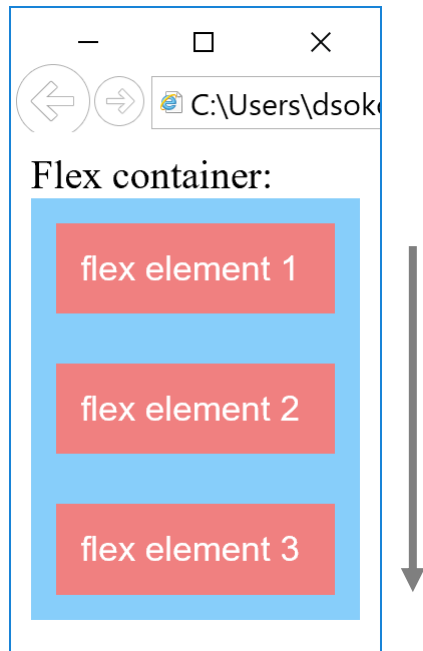 C:\Users\dsok
Flex container:
flex element 1
flex element 2
flex element 3